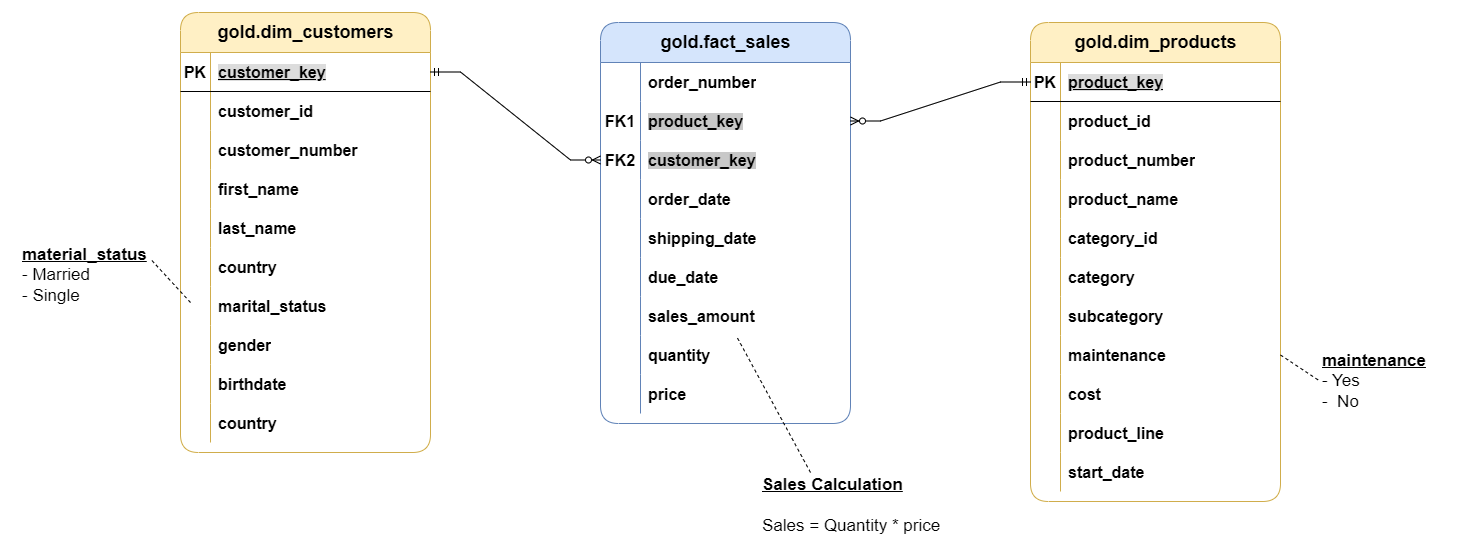 gold.dim_customers
PK customer_key
customer_id
customer_number
first_name
last_name
country
marital_status
gender
birthdate
country
material_status
- Married
- Single
gold.fact_sales
order_number
FK1 product_key
FK2 customer_key
order_date
shipping_date
due_date
sales_amount
quantity
price
Sales Calculation
Sales = Quantity * price
gold.dim_products
PK product_key
product_id
product_number
product_name
category_id
category
subcategory
maintenance
cost
product_line
start_date
maintenance
- Yes
- No